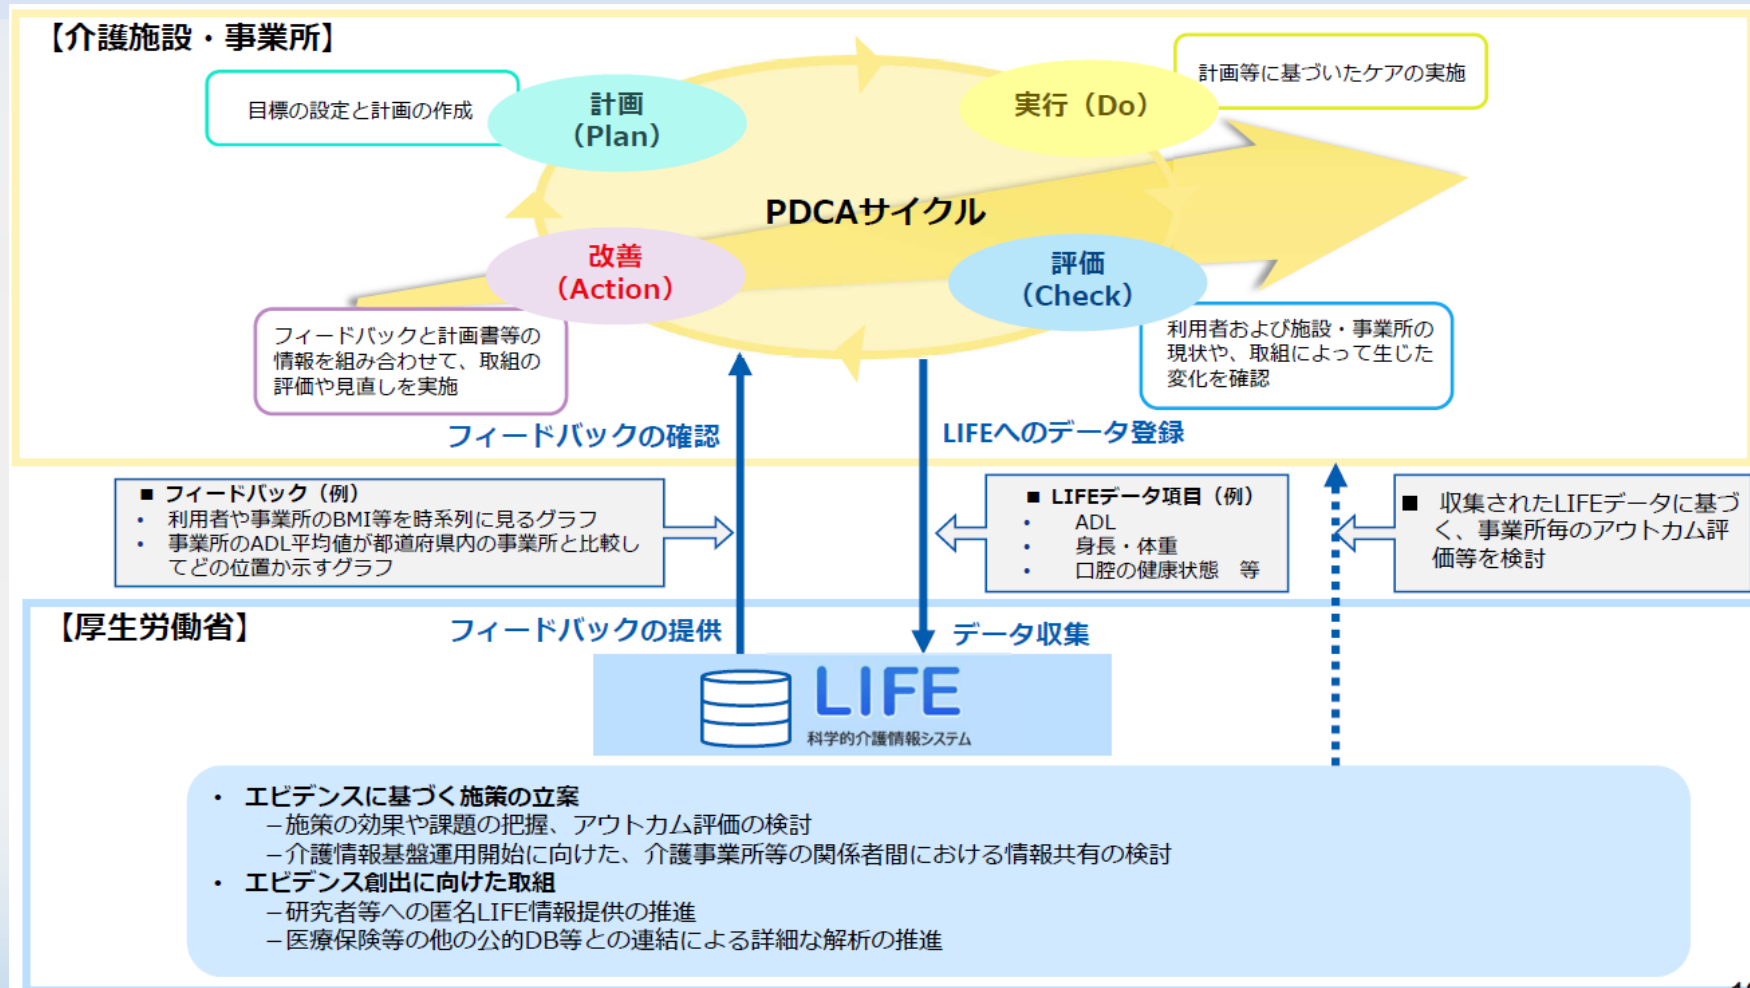 【介護施設・事業所】
目標の設定と計画の作成
計画
（Plan）
実行（Do）
計画等に基づいたケアの実施
PDCAサイクル
改善
（Action）
評価
（Check）
フィードバックと計画書等の
情報を組み合わせて、取組の
評価や見直しを実施
利用者および施設・事業所の
現状や、取組によって生じた
変化を確認
フィードバックの確認
LIFEへのデータ登録
■ フィードバック（例）
• 利用者や事業所のBMI等を時系列に見るグラフ
• 事業所のADL平均値が都道府県内の事業所と比較し
てどの位置か示すグラフ
■ LIFEデータ項目（例）
• ADL
• 身長・体重
• 口腔の健康状態　等
■ 収集されたLIFEデータに基づ
く、事業所毎のアウトカム評
価等を検討
【厚生労働省】
フィードバックの提供
データ収集
LIFE
科学的介護情報システム
• エビデンスに基づく施策の立案
－施策の効果や課題の把握、アウトカム評価の検討
－介護情報基盤運用開始に向けた、介護事業所等の関係者間における情報共有の検討
• エビデンス創出に向けた取組
－研究者等への匿名LIFE情報提供の推進
－医療保険等の他の公的DB等との連結による詳細な解析の推進